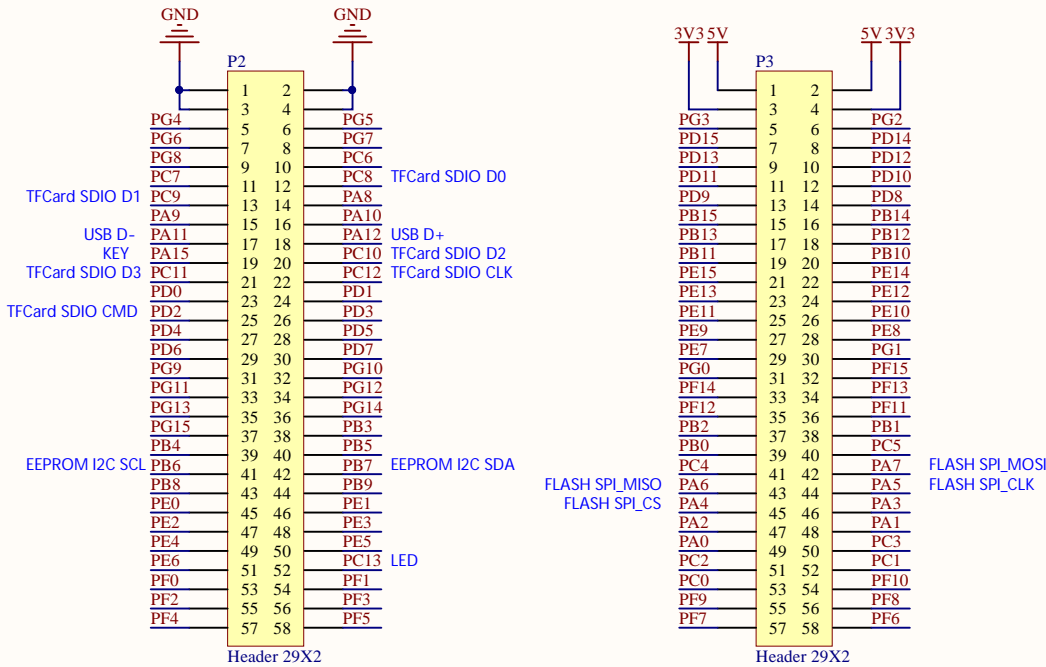 GND GND
3V3 5V 5V 3V3
P2 P3
1 2 1 2
3 4 3 4
PG4 5 6 PG5 PG3 5 6 PG2
PG6 7 8 PG7 PD15 7 8 PD14
PG8 9 10 PC6 PD13 9 10 PD12
PC7 11 12 PC8 TFCard SDIO D0 PD11 11 12 PD10
TFCard SDIO D1 PC9 13 14 PA8 PD9 13 14 PD8
PA9 15 16 PA10 PB15 15 16 PB14
USB D- PA11 17 18 PA12 USB D+ PB13 17 18 PB12
KEY PA15 19 20 PC10 TFCard SDIO D2 PB11 19 20 PB10
TFCard SDIO D3 PC11 21 22 PC12 TFCard SDIO CLK PE15 21 22 PE14
PD0 23 24 PD1 PE13 23 24 PE12
TFCard SDIO CMD PD2 25 26 PD3 PE11 25 26 PE10
PD4 27 28 PD5 PE9 27 28 PE8
PD6 29 30 PD7 PE7 29 30 PG1
PG9 31 32 PG10 PG0 31 32 PF15
PG11 33 34 PG12 PF14 33 34 PF13
PG13 35 36 PG14 PF12 35 36 PF11
PG15 37 38 PB3 PB2 37 38 PB1
PB4 39 40 PB5 PB0 39 40 PC5
EEPROM I2C SCL PB6 41 42 PB7 EEPROM I2C SDA PC4 41 42 PA7 FLASH SPI_MOSI
PB8 43 44 PB9 FLASH SPI_MISO PA6 43 44 PA5 FLASH SPI_CLK
PE0 45 46 PE1 FLASH SPI_CS PA4 45 46 PA3
PE2 47 48 PE3 PA2 47 48 PA1
PE4 49 50 PE5 PA0 49 50 PC3
PE6 51 52 PC13 LED PC2 51 52 PC1
PF0 53 54 PF1 PC0 53 54 PF10
PF2 55 56 PF3 PF9 55 56 PF8
PF4 57 58 PF5 PF7 57 58 PF6
Header 29X2 Header 29X2